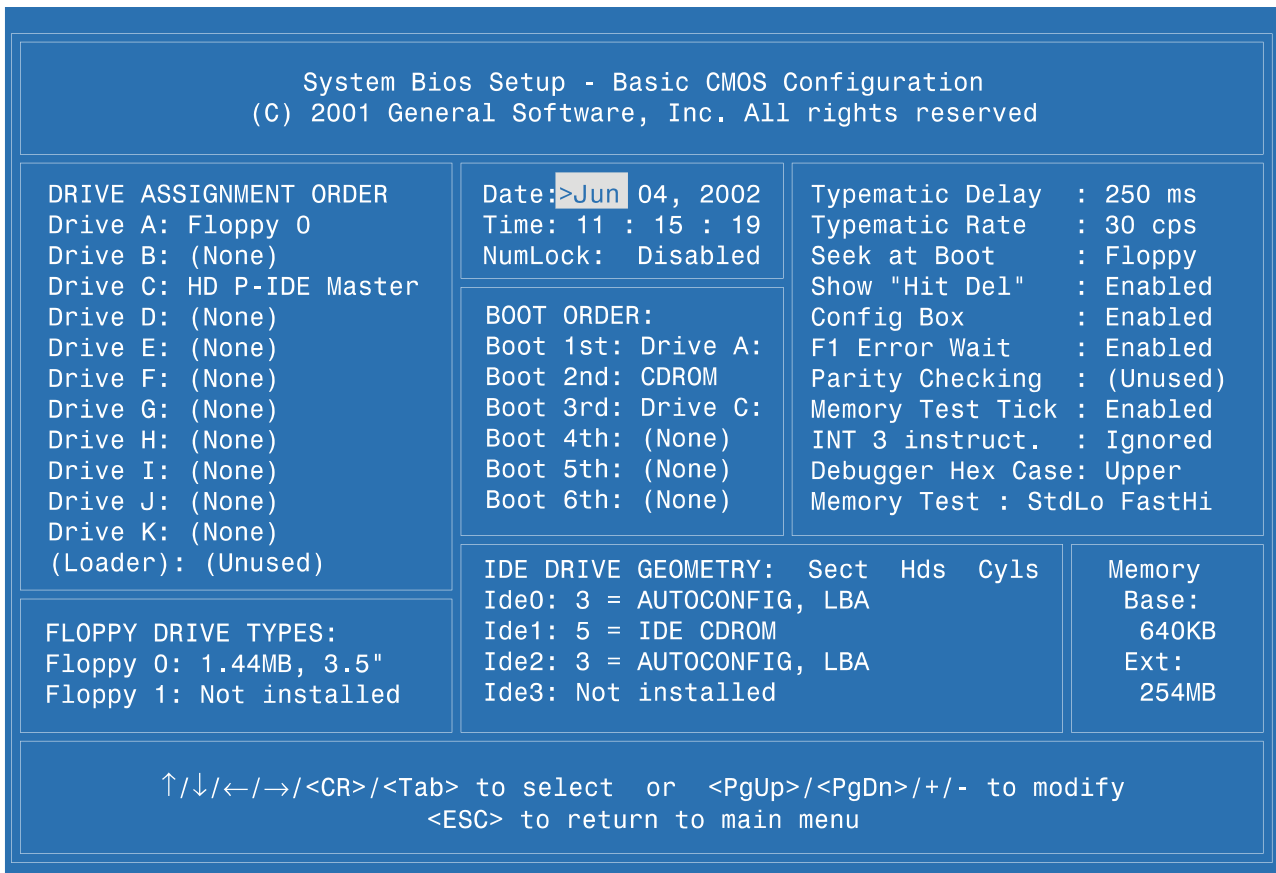 System Bios Setup - Basic CMOS Configuration
(C) 2001 General Software, Inc. All rights reserved
DRIVE ASSIGNMENT ORDER
Drive A: Floppy 0
Drive B: (None)
Drive C: HD P-IDE Master
Drive D: (None)
Drive E: (None)
Drive F: (None)
Drive G: (None)
Drive H: (None)
Drive I: (None)
Drive J: (None)
Drive K: (None)
(Loader): (Unused)
FLOPPY DRIVE TYPES:
Floppy 0: 1.44MB, 3.5"
Floppy 1: Not installed
Date:>Jun 04, 2002
Time: 11 : 15 : 19
NumLock: Disabled
BOOT ORDER:
Boot 1st: Drive A:
Boot 2nd: CDROM
Boot 3rd: Drive C:
Boot 4th: (None)
Boot 5th: (None)
Boot 6th: (None)
Typematic Delay : 250 ms
Typematic Rate : 30 cps
Seek at Boot : Floppy
Show "Hit Del" : Enabled
Config Box : Enabled
F1 Error Wait : Enabled
Parity Checking : (Unused)
Memory Test Tick : Enabled
INT 3 instruct. : Ignored
Debugger Hex Case: Upper
Memory Test : StdLo FastHi
IDE DRIVE GEOMETRY: Sect Hds Cyls
Ide0: 3 = AUTOCONFIG, LBA
Ide1: 5 = IDE CDROM
Ide2: 3 = AUTOCONFIG, LBA
Ide3: Not installed
Memory
Base:
640KB
Ext:
254MB
↑/↓/←/→/<CR>/<Tab> to select or <PgUp>/<PgDn>/+/- to modify
<ESC> to return to main menu